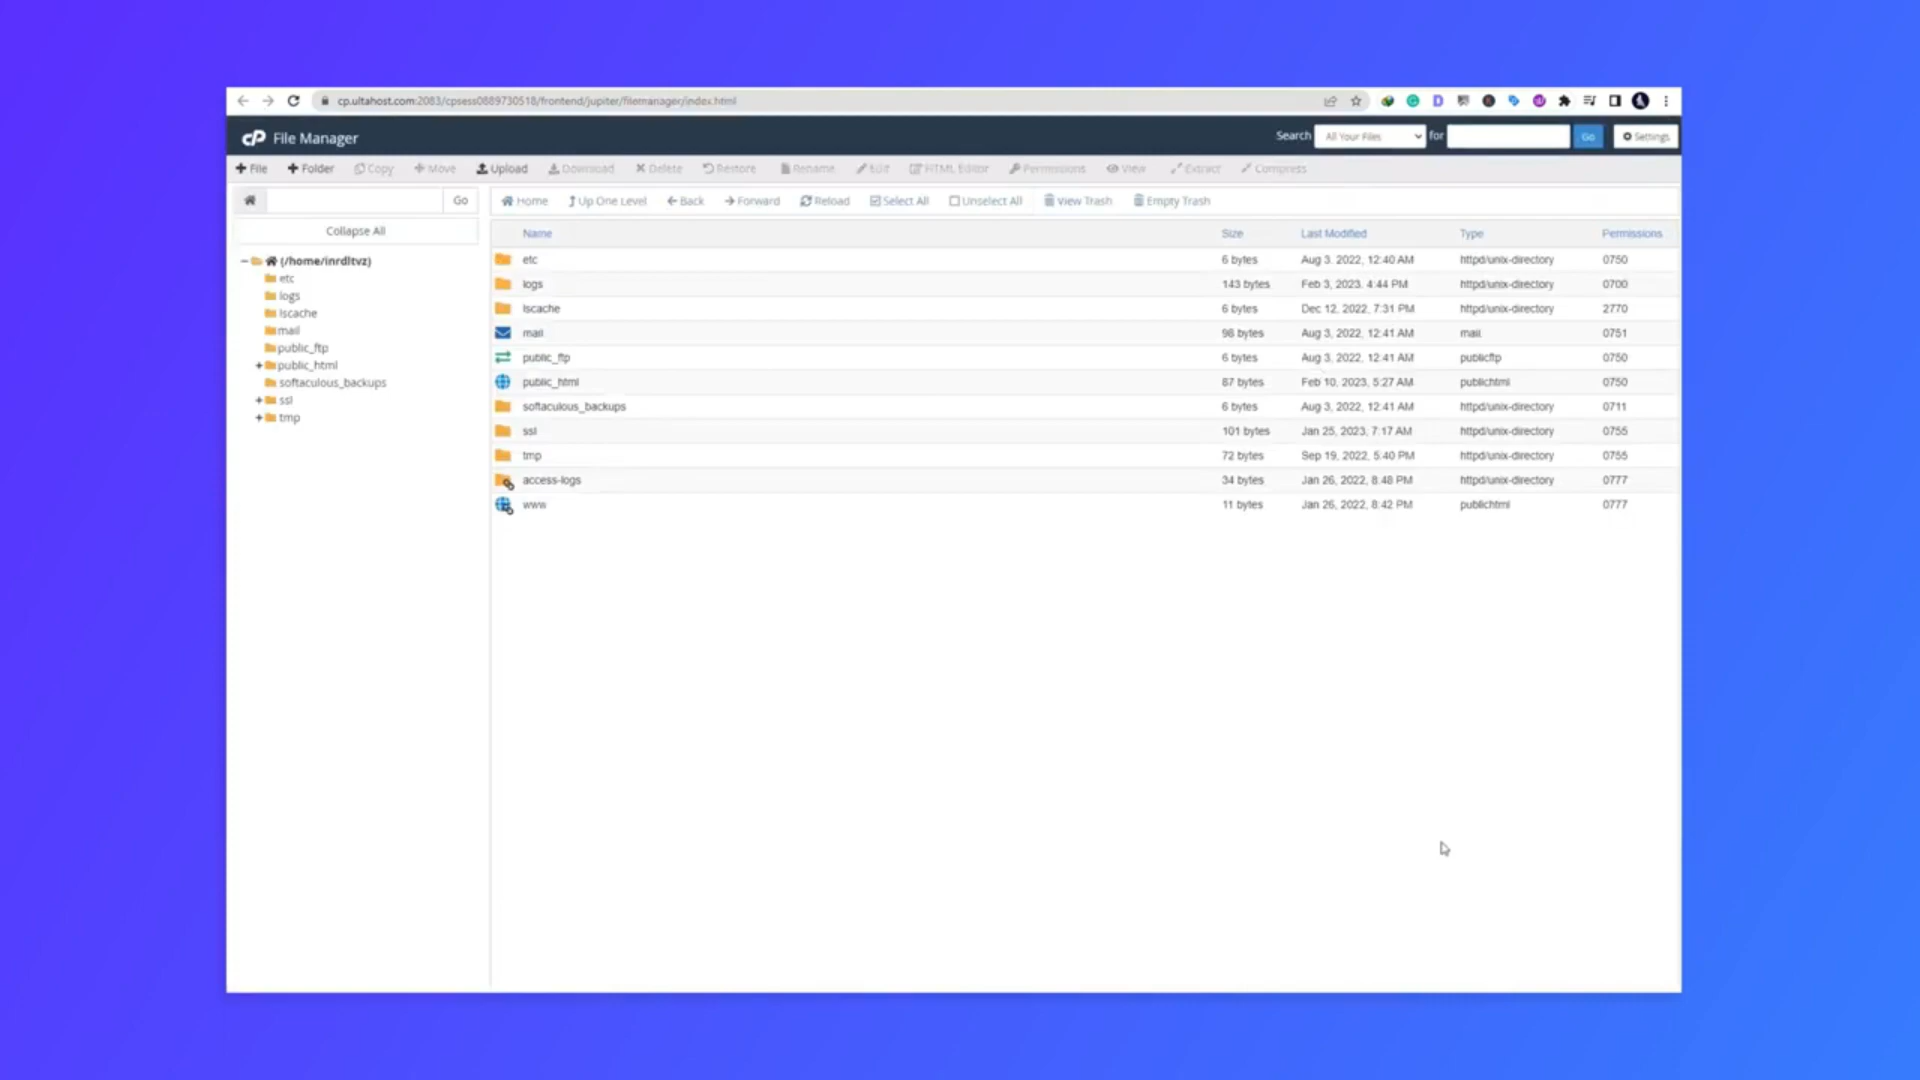 cp.ultahost.com:2083/cpsess0889730518/frontend/jupiter/filemanager/index.html
cP File Manager
Search All Your Files for Go Settings
File Folder Copy Move Upload Download Delete Restore Rename Edit HTML Editor Permissions View Extract Compress
Go
Home Up One Level Back Forward Reload Select All Unselect All View Trash Empty Trash
Collapse All
(/home/inrdltvz)
etc
logs
lscache
mail
public_ftp
public_html
softaculous_backups
ssl
tmp
Name Size Last Modified Type Permissions
etc 6 bytes Aug 3, 2022, 12:40 AM httpd/unix-directory 0750
logs 143 bytes Feb 3, 2023, 4:44 PM httpd/unix-directory 0700
lscache 6 bytes Dec 12, 2022, 7:31 PM httpd/unix-directory 2770
mail 98 bytes Aug 3, 2022, 12:41 AM mail 0751
public_ftp 6 bytes Aug 3, 2022, 12:41 AM publicftp 0750
public_html 87 bytes Feb 10, 2023, 5:27 AM publichtml 0750
softaculous_backups 6 bytes Aug 3, 2022, 12:41 AM httpd/unix-directory 0711
ssl 101 bytes Jan 25, 2023, 7:17 AM httpd/unix-directory 0755
tmp 72 bytes Sep 19, 2022, 5:40 PM httpd/unix-directory 0755
access-logs 34 bytes Jan 26, 2022, 8:48 PM httpd/unix-directory 0777
www 11 bytes Jan 26, 2022, 8:42 PM publichtml 0777